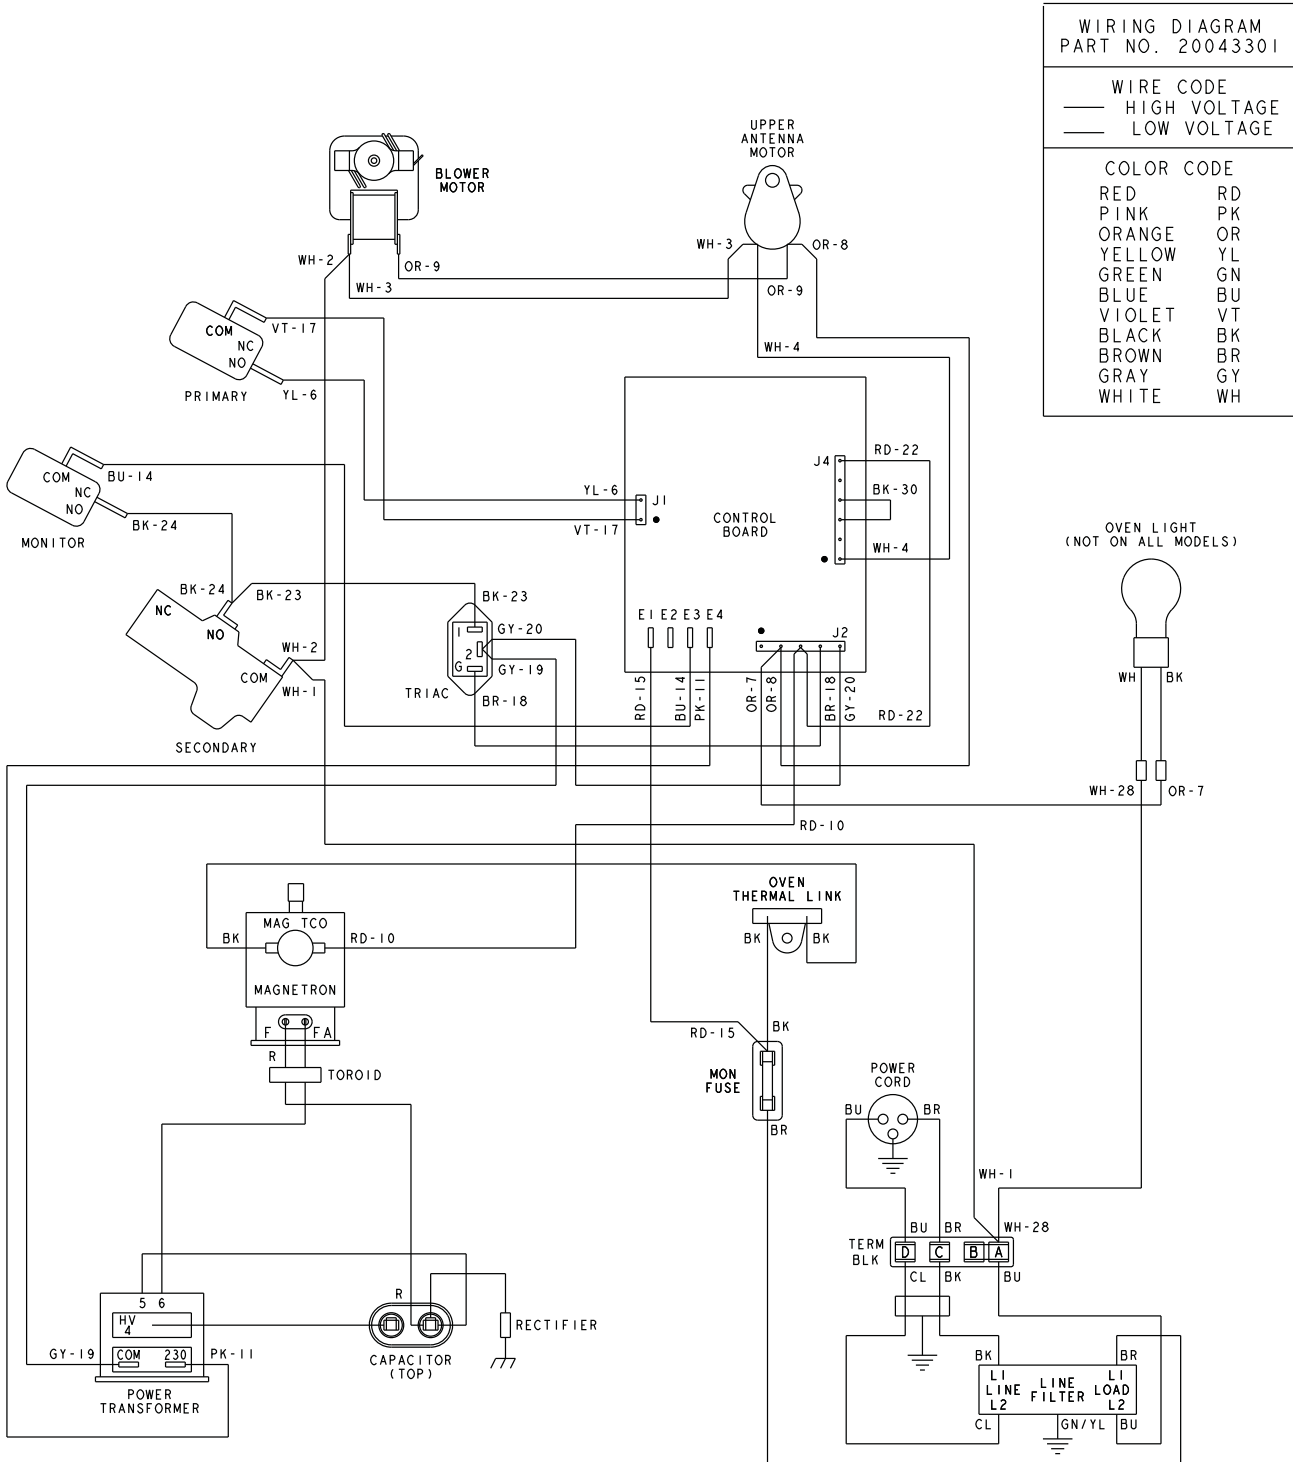 WIRING DIAGRAM
PART NO. 20043301
WIRE CODE
HIGH VOLTAGE
LOW VOLTAGE
COLOR CODE
RED RD
PINK PK
ORANGE OR
YELLOW YL
GREEN GN
BLUE BU
VIOLET VT
BLACK BK
BROWN BR
GRAY GY
WHITE WH
UPPER
ANTENNA
MOTOR
BLOWER
MOTOR
WH-3
OR-8
WH-2
OR-9
WH-3
OR-9
COM
VT-17
NC
NO
WH-4
PRIMARY
YL-6
J4
RD-22
COM
BU-14
NC
NO
YL-6
J1
BK-30
BK-24
VT-17
CONTROL
BOARD
MONITOR
WH-4
OVEN LIGHT
(NOT ON ALL MODELS)
BK-24
BK-23
BK-23
NC
NO
E1 E2 E3 E4
1
GY-20
J2
WH-2
2
COM
G
GY-19
WH-1
TRIAC
BR-18
RD-15
BU-14
PK-11
OR-7
OR-8
BR-18
GY-20
WH
BK
RD-22
SECONDARY
WH-28
OR-7
RD-10
OVEN
THERMAL LINK
MAG TCO
BK
RD-10
BK
BK
MAGNETRON
F
FA
RD-15
BK
R
TOROID
MON
FUSE
POWER
CORD
BU
BR
BR
WH-1
BU
BR
WH-28
TERM
BLK
D
C
B
A
CL
BK
BU
5 6
R
HV
4
RECTIFIER
GY-19
COM
230
PK-11
CAPACITOR
(TOP)
BK
BR
L1
LINE
L2
LINE
FILTER
L1
LOAD
L2
POWER
TRANSFORMER
CL
GN/YL
BU